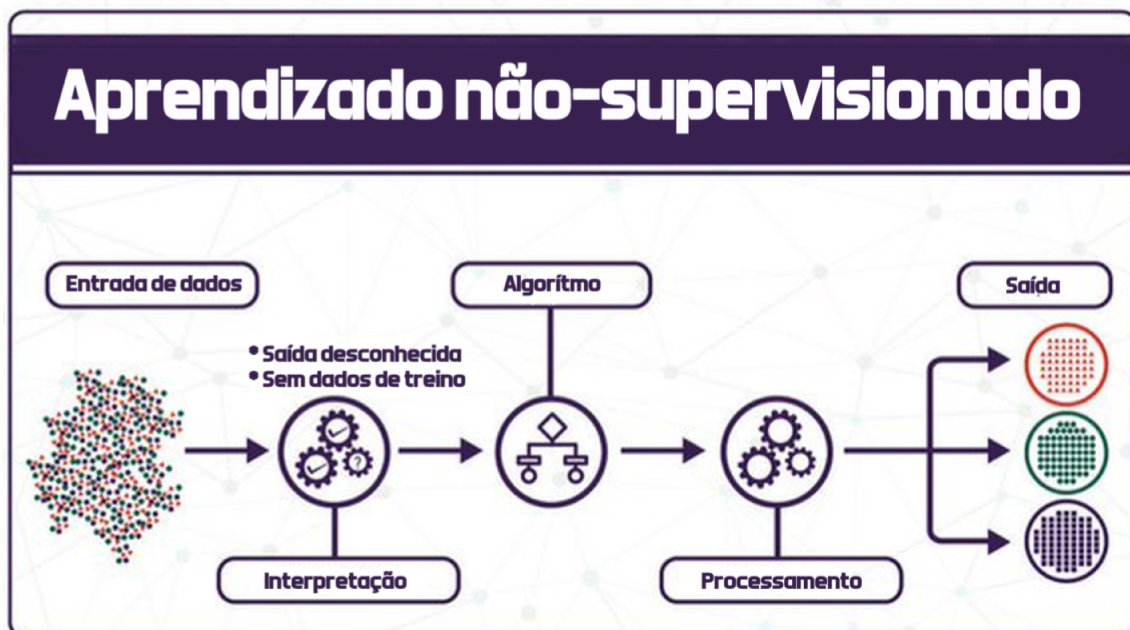 Aprendizado não-supervisionado
Entrada de dados
Algorítmo
Saída
• Saída desconhecida
• Sem dados de treino
?
Interpretação
Processamento